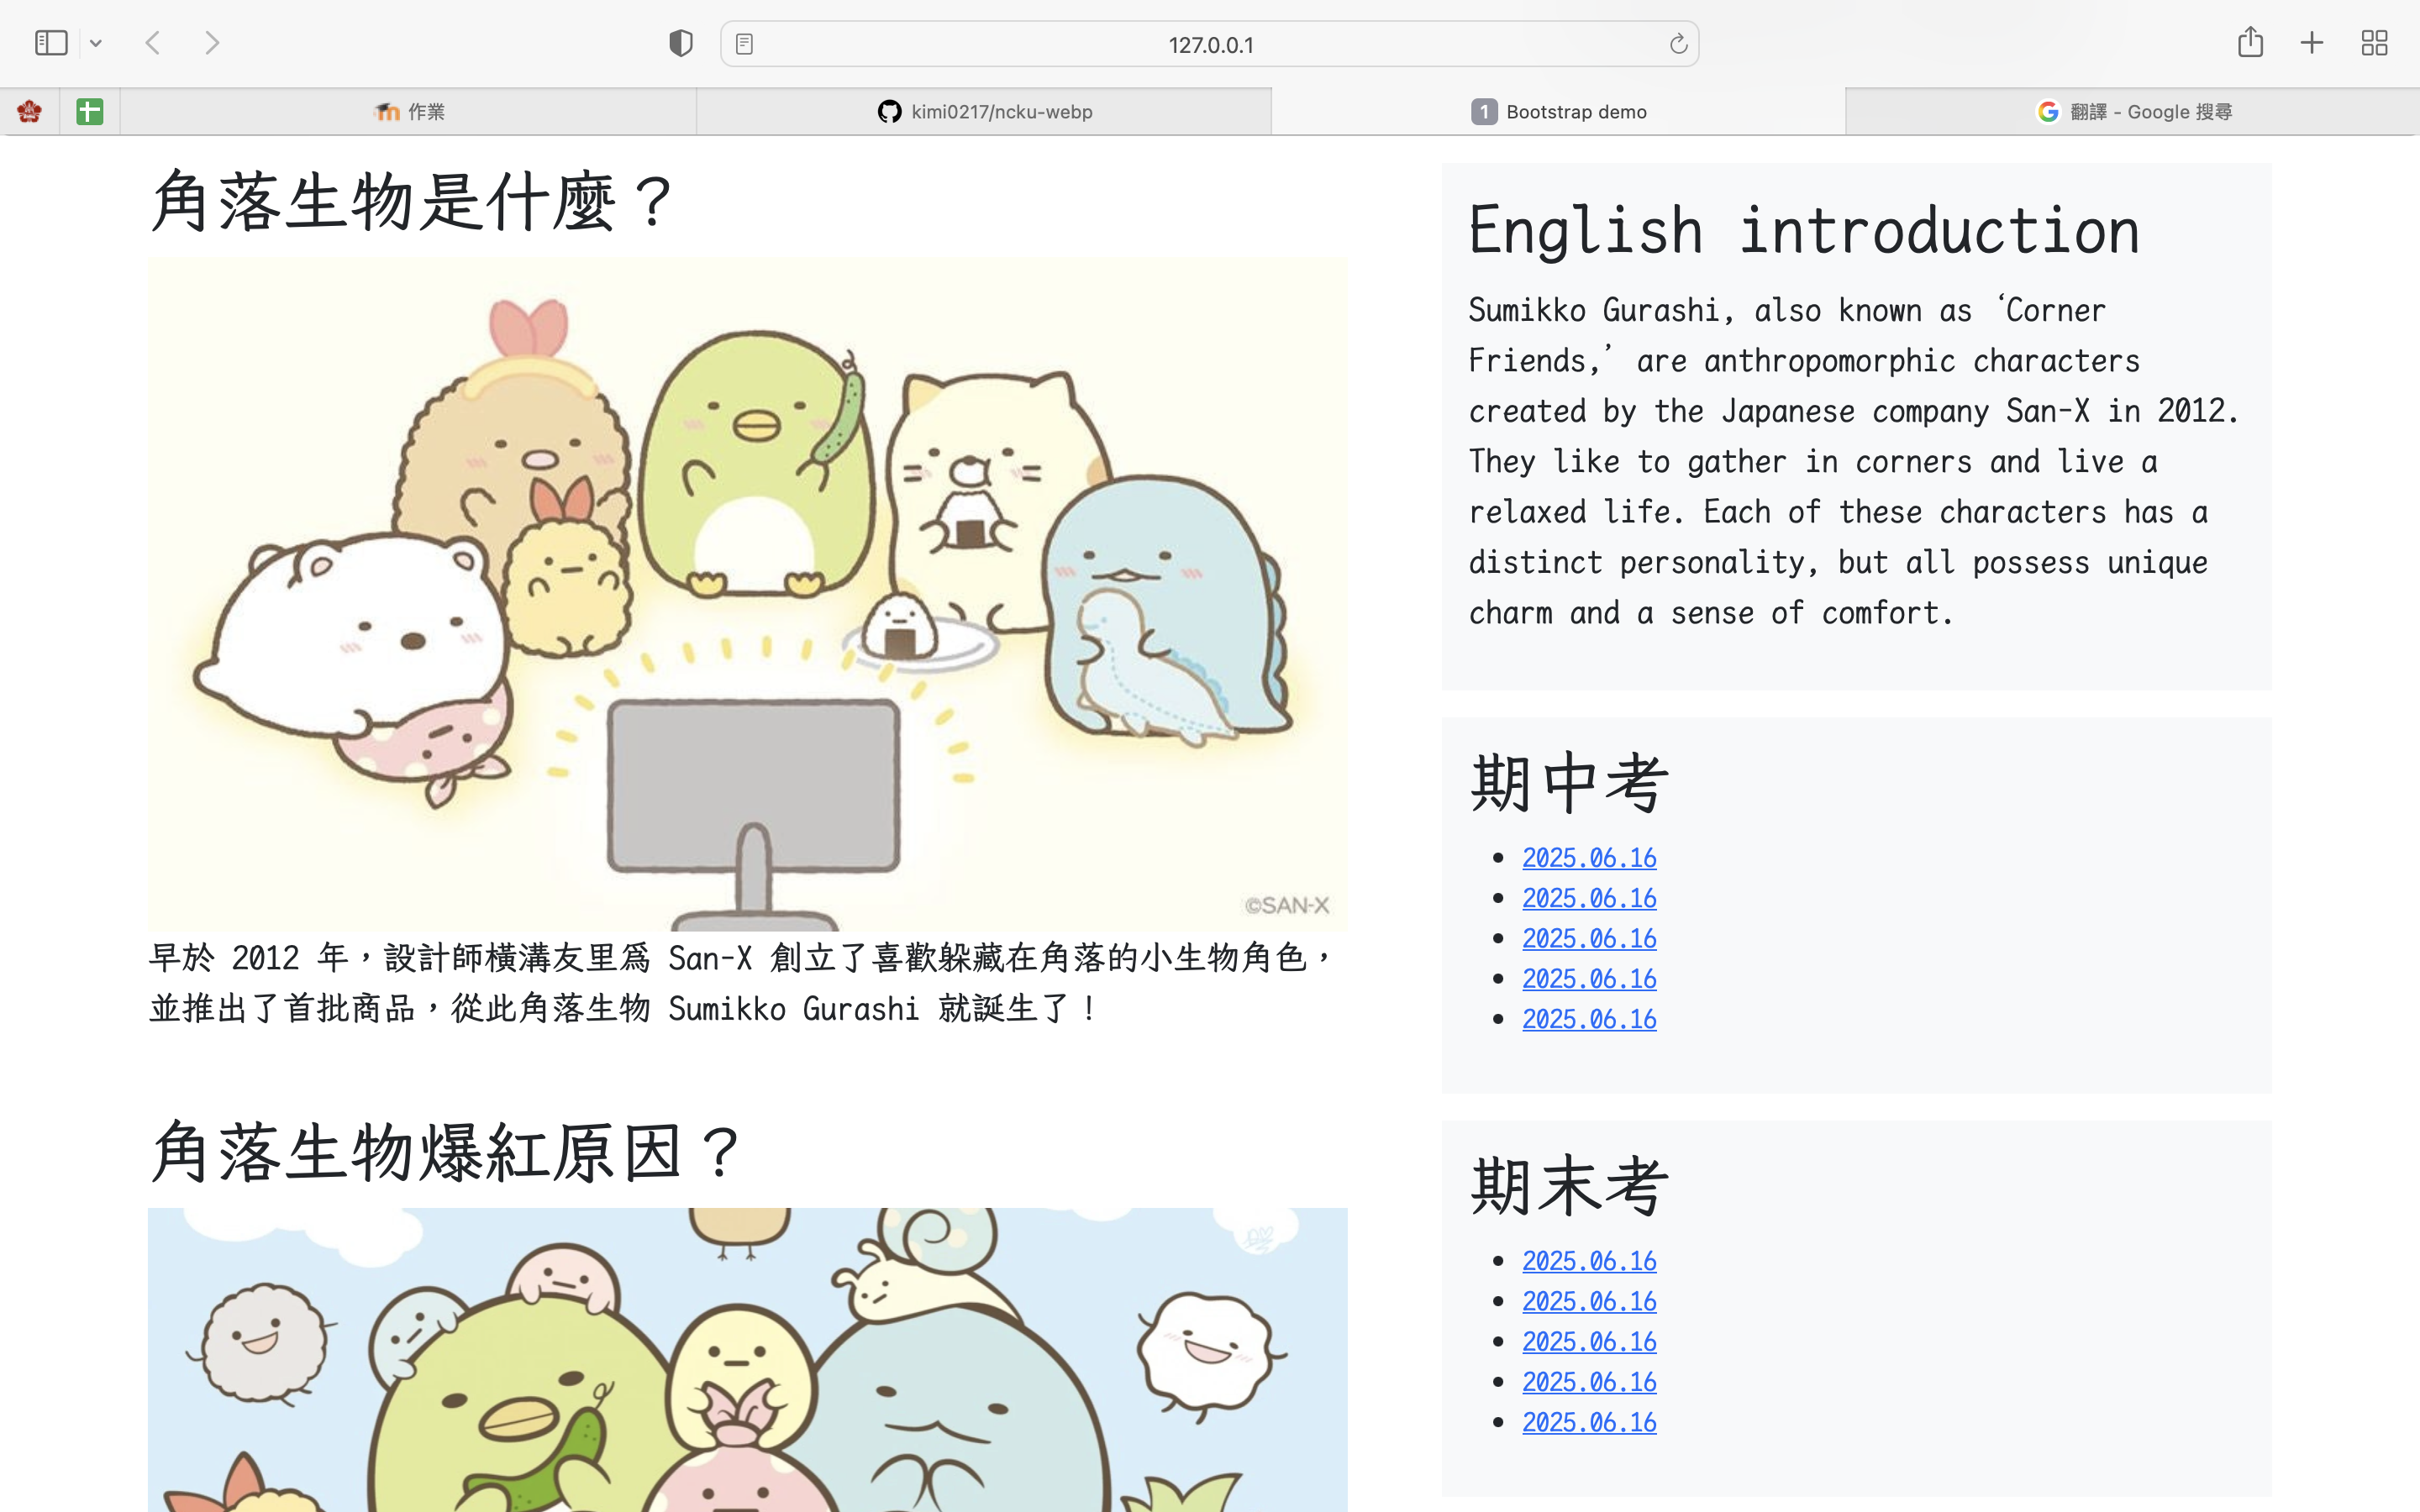 127.0.0.1
作業
kimi0217/ncku-webp
1 Bootstrap demo
翻譯 - Google 搜尋
角落生物是什麼？
©SAN-X
早於 2012 年，設計師橫溝友里為 San-X 創立了喜歡躲藏在角落的小生物角色，
並推出了首批商品，從此角落生物 Sumikko Gurashi 就誕生了！
角落生物爆紅原因？
English introduction
Sumikko Gurashi, also known as ‘Corner
Friends,’ are anthropomorphic characters
created by the Japanese company San-X in 2012.
They like to gather in corners and live a
relaxed life. Each of these characters has a
distinct personality, but all possess unique
charm and a sense of comfort.
期中考
2025.06.16
2025.06.16
2025.06.16
2025.06.16
2025.06.16
期末考
2025.06.16
2025.06.16
2025.06.16
2025.06.16
2025.06.16